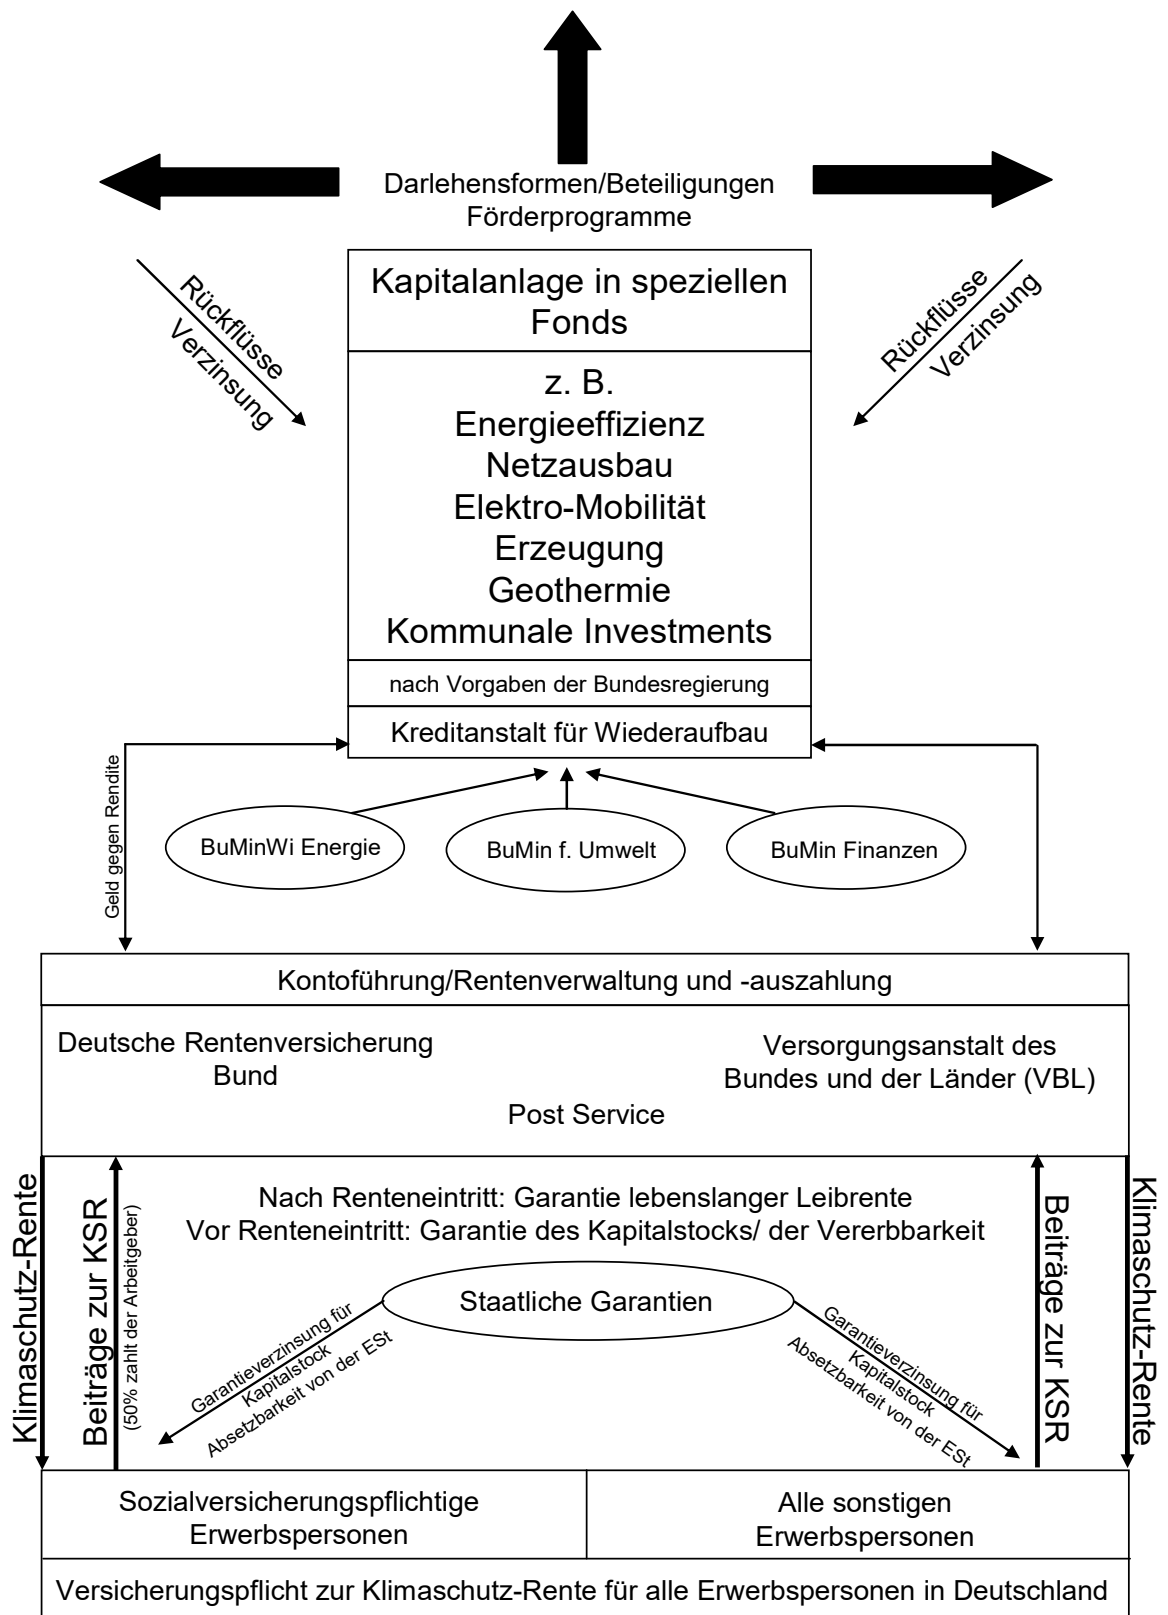 Darlehensformen/Beteiligungen
Förderprogramme
Kapitalanlage in speziellen
Fonds
Rückflüsse
Verzinsung
Rückflüsse
Verzinsung
z. B.
Energieeffizienz
Netzausbau
Elektro-Mobilität
Erzeugung
Geothermie
Kommunale Investments
nach Vorgaben der Bundesregierung
Kreditanstalt für Wiederaufbau
Geld gegen Rendite
BuMinWi Energie
BuMin f. Umwelt
BuMin Finanzen
Kontoführung/Rentenverwaltung und -auszahlung
Deutsche Rentenversicherung
Bund
Versorgungsanstalt des
Bundes und der Länder (VBL)
Post Service
Klimaschutz-Rente
Beiträge zur KSR
(50% zahlt der Arbeitgeber)
Nach Renteneintritt: Garantie lebenslanger Leibrente
Vor Renteneintritt: Garantie des Kapitalstocks/ der Vererbbarkeit
Staatliche Garantien
Garantieverzinsung für
Kapitalstock
Absetzbarkeit von der ESt
Garantieverzinsung für
Kapitalstock
Absetzbarkeit von der ESt
Beiträge zur KSR
Klimaschutz-Rente
Sozialversicherungspflichtige
Erwerbspersonen
Alle sonstigen
Erwerbspersonen
Versicherungspflicht zur Klimaschutz-Rente für alle Erwerbspersonen in Deutschland